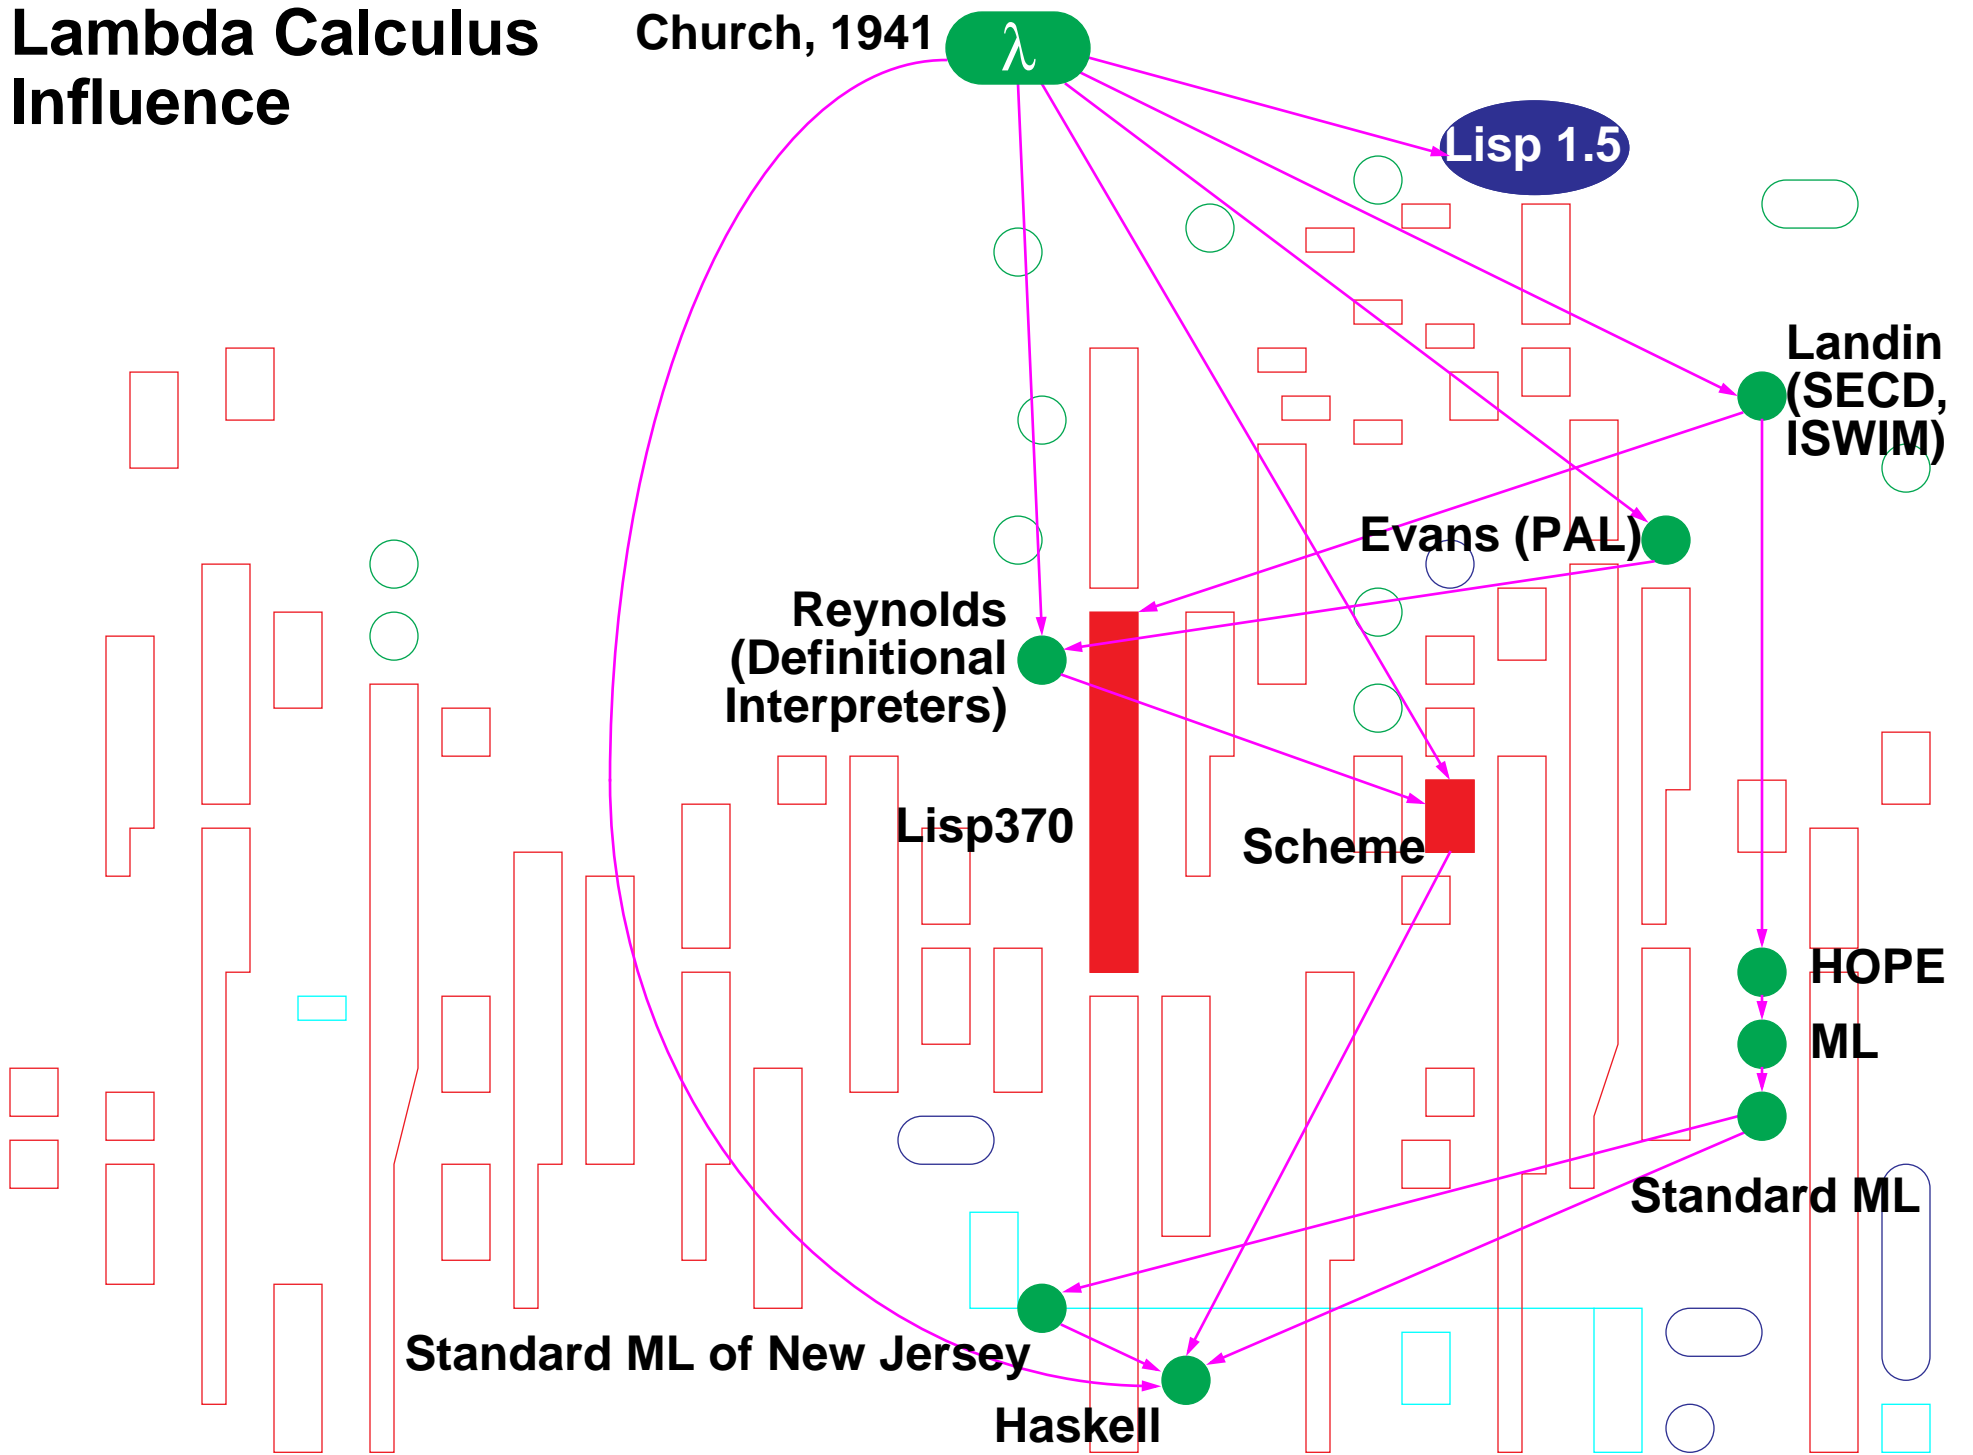 Lambda Calculus
Influence
Church, 1941
λ
Lisp 1.5
Landin
(SECD,
ISWIM)
Evans (PAL)
Reynolds
(Definitional
Interpreters)
Lisp370
Scheme
HOPE
ML
Standard ML
Standard ML of New Jersey
Haskell